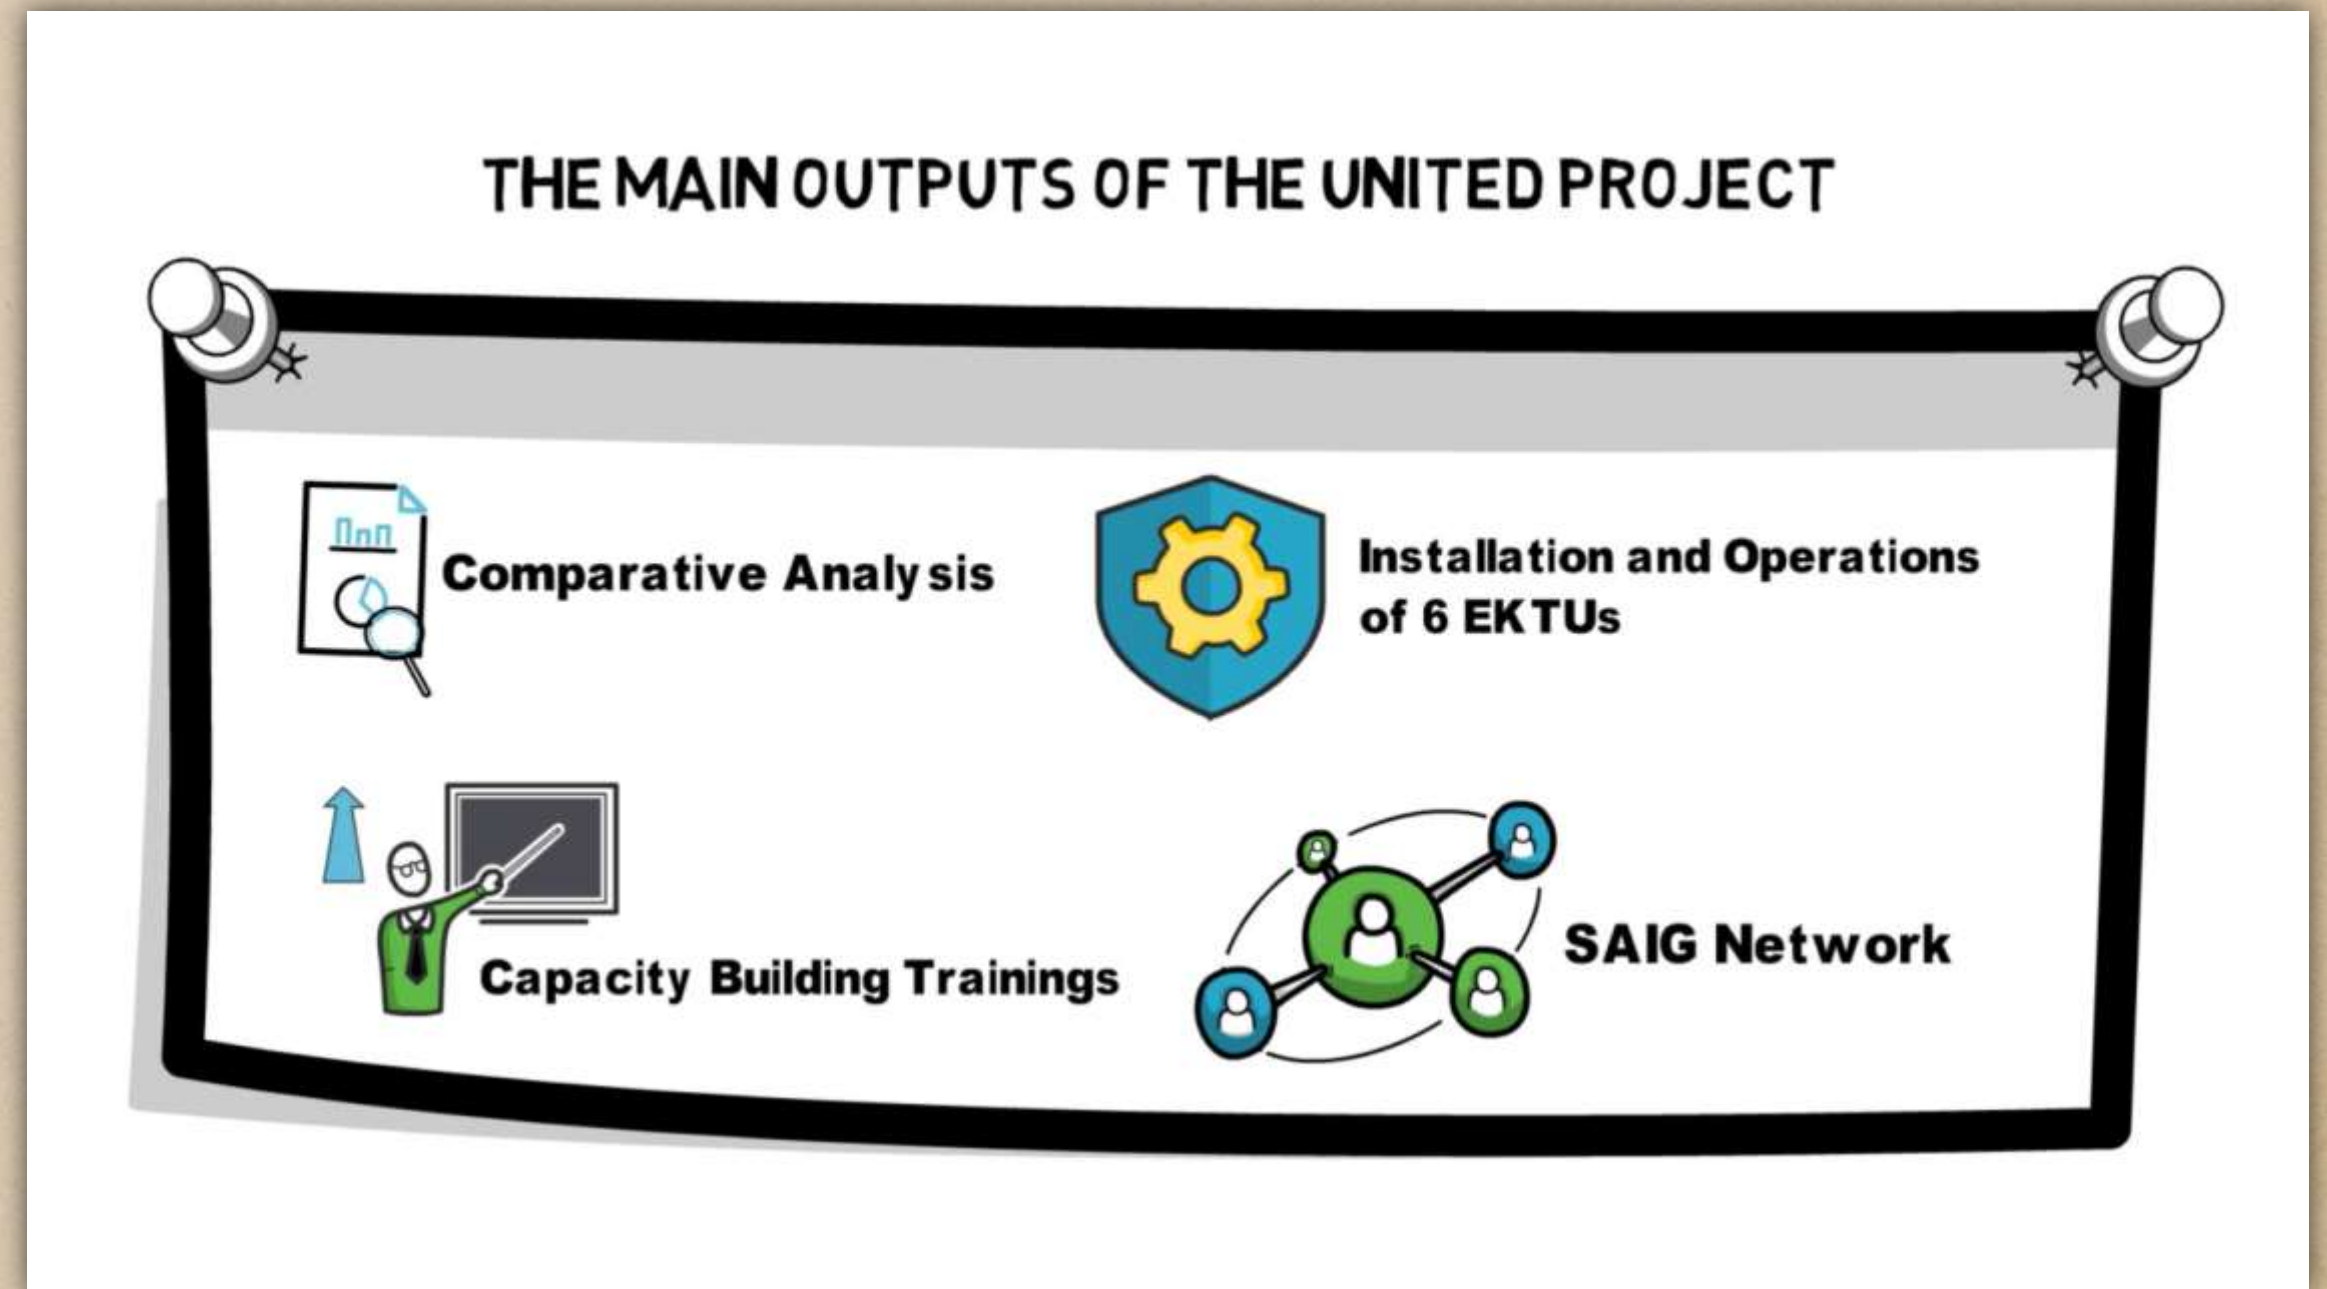 THE MAIN OUTPUTS OF THE UNITED PROJECT
Comparative Analysis
Installation and Operations
of 6 EKTUs
Capacity Building Trainings
SAIG Network